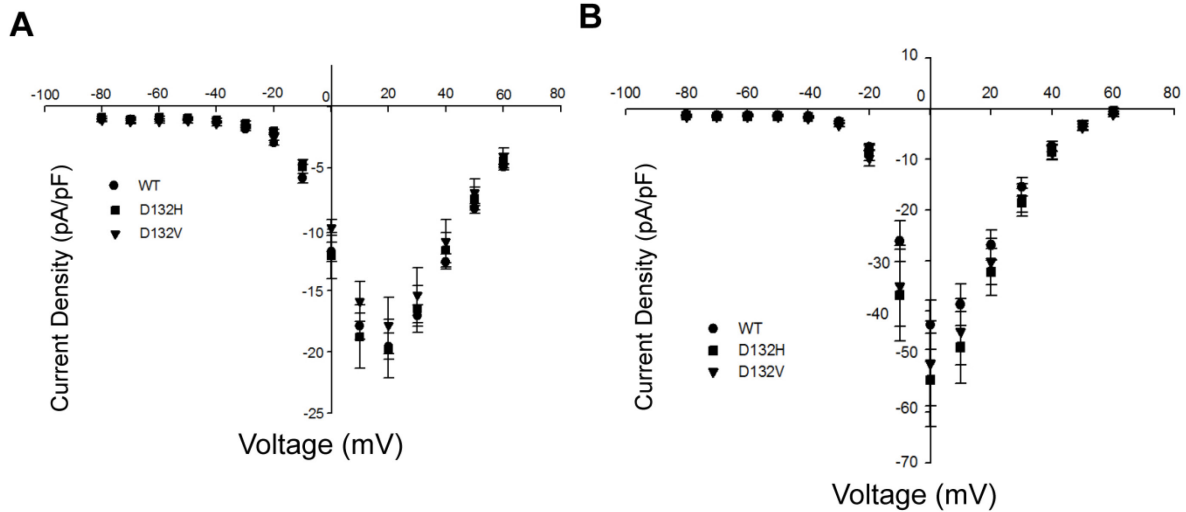 A
-100 -80 -60 -40 -20 0 20 40 60 80
-5
-10
-15
-20
-25
WT
D132H
D132V
Current Density (pA/pF)
Voltage (mV)
B
10
-100 -80 -60 -40 -20 0 20 40 60 80
-10
-20
-30
-40
-50
-60
-70
WT
D132H
D132V
Current Density (pA/pF)
Voltage (mV)